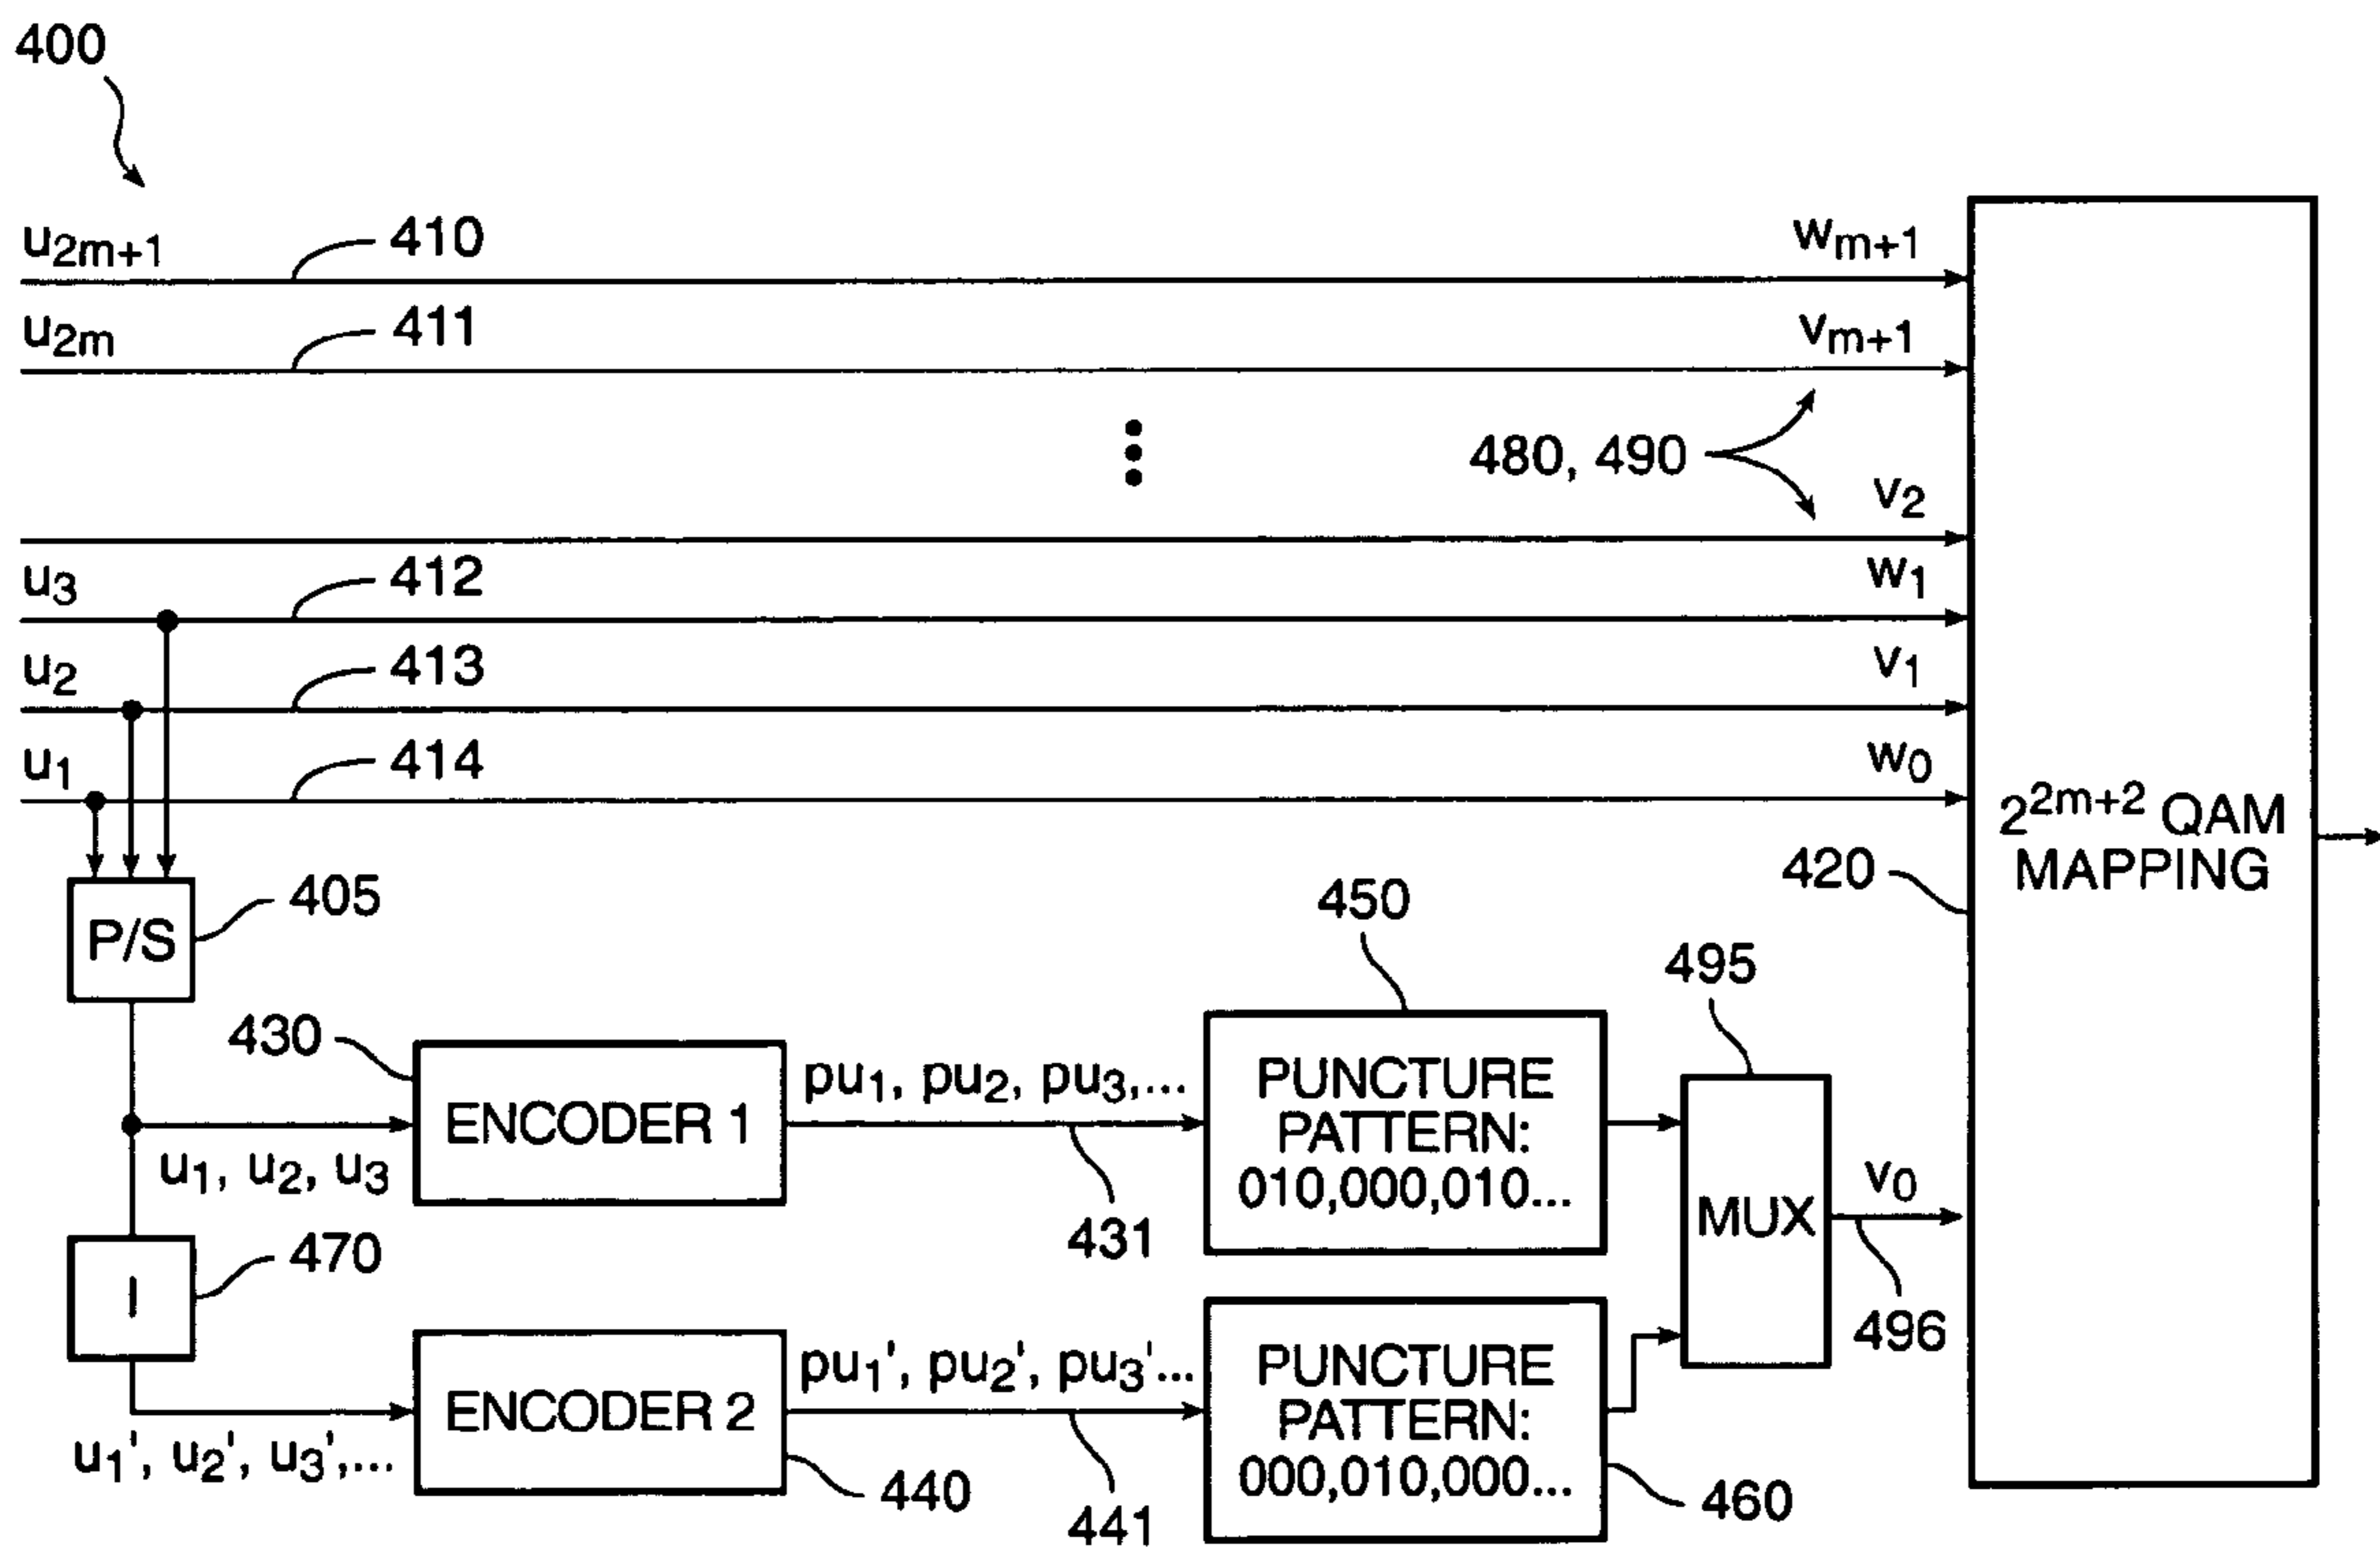 400
u2m+1 410 wm+1
u2m 411 vm+1
480, 490
v2
u3 412 w1
u2 413 v1
u1 414 w0
2^2m+2 QAM
MAPPING
420
P/S 405
450
495
430
ENCODER 1
pu1, pu2, pu3,...
PUNCTURE
PATTERN:
010,000,010...
u1, u2, u3
431
MUX
v0
496
I 470
ENCODER 2
pu1', pu2', pu3'...
PUNCTURE
PATTERN:
000,010,000...
u1', u2', u3',...
440
441
460